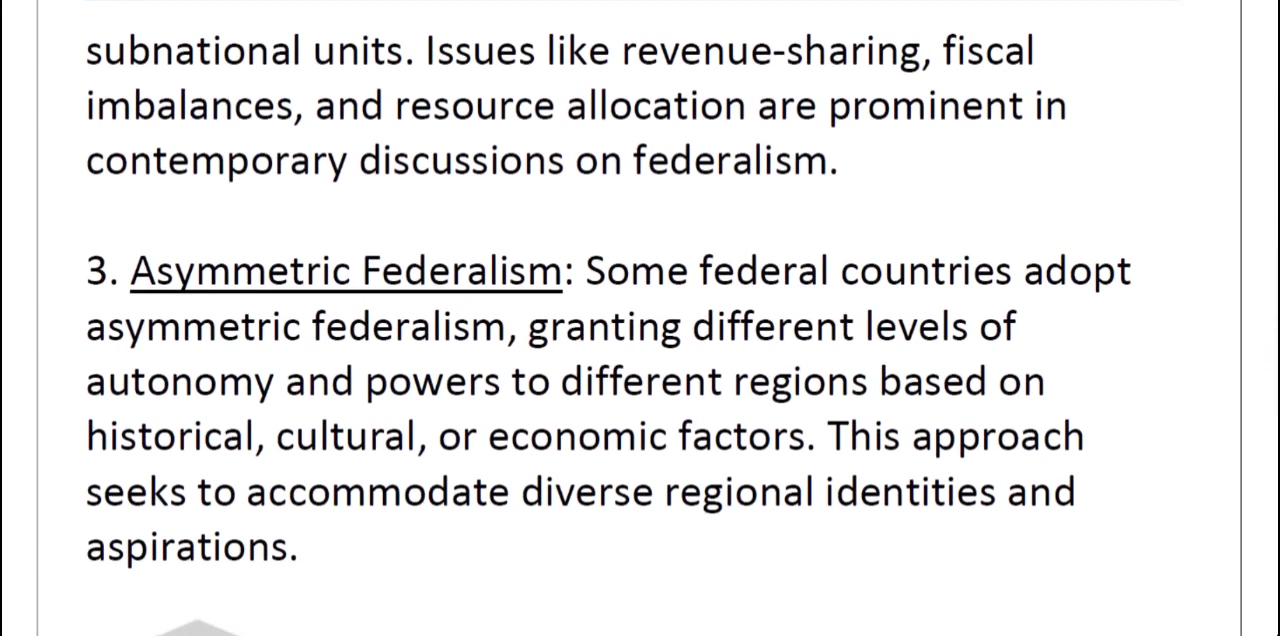 subnational units. Issues like revenue-sharing, fiscal
imbalances, and resource allocation are prominent in
contemporary discussions on federalism.
3. Asymmetric Federalism: Some federal countries adopt
asymmetric federalism, granting different levels of
autonomy and powers to different regions based on
historical, cultural, or economic factors. This approach
seeks to accommodate diverse regional identities and
aspirations.